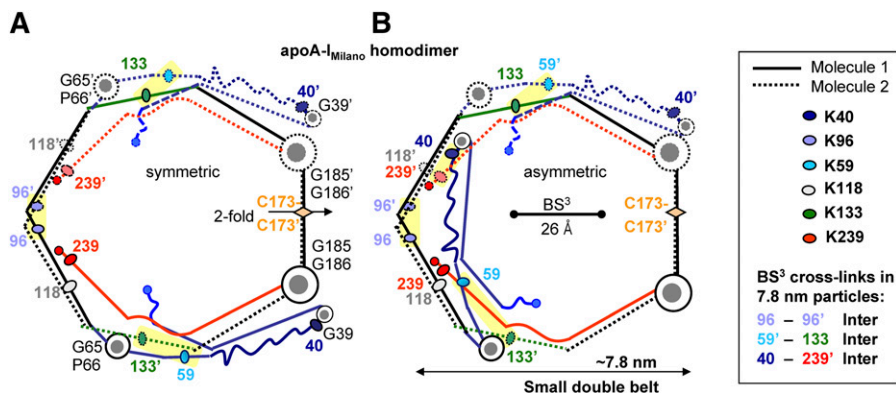 A
B
apoA-I Milano homodimer
133
59'
133
G65'
P66'
40'
G39'
118'
239'
symmetric
G185'
G186'
96'
96
2-fold
C173-
C173'
239
118
G185
G186
G65
P66
133'
59
40
G39
59'
40'
40
118'
239'
asymmetric
96'
96
BS³
26 Å
C173-
C173'
239
118
59
133'
~7.8 nm
Small double belt
Molecule 1
Molecule 2
K40
K96
K59
K118
K133
K239
BS³ cross-links in
7.8 nm particles:
96 – 96' Inter
59' – 133 Inter
40 – 239' Inter